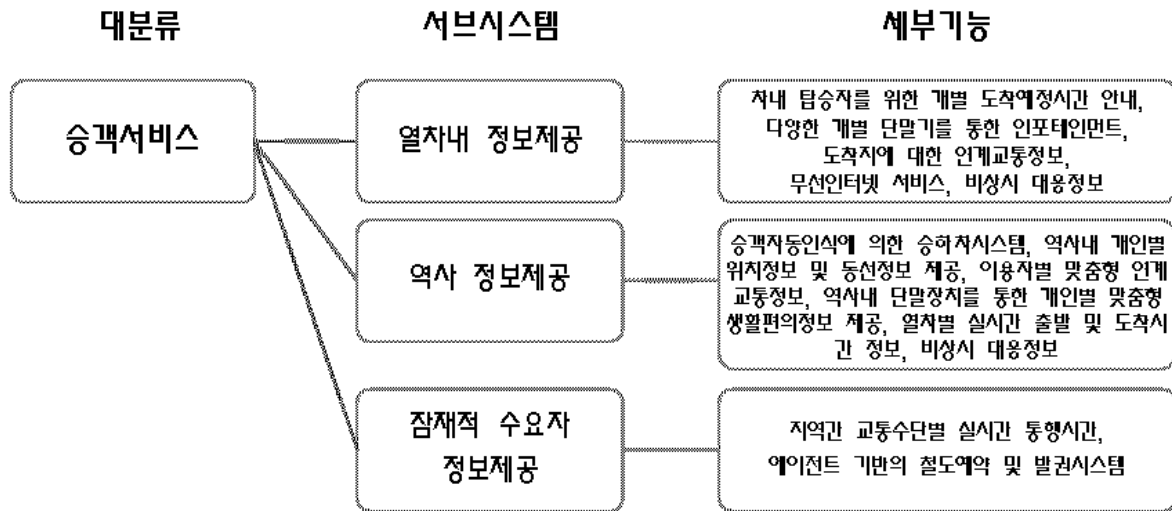 대분류 서브시스템 세부기능
승객서비스
열차내 정보제공
차내 탑승자를 위한 개별 도착예정시간 안내,
다양한 개별 단말기를 통한 인포테인먼트,
도착지에 대한 연계교통정보,
무선인터넷 서비스, 비상시 대응정보
역사 정보제공
승객자동인식에 의한 승하차시스템, 역사내 개인별
위치정보 및 동선정보 제공, 이용자별 맞춤형 연계
교통정보, 역사내 단말장치를 통한 개인별 맞춤형
생활편의정보 제공, 열차별 실시간 출발 및 도착시
간 정보, 비상시 대응정보
잠재적 수요자
정보제공
지역간 교통수단별 실시간 통행시간,
에이전트 기반의 철도예약 및 발권시스템